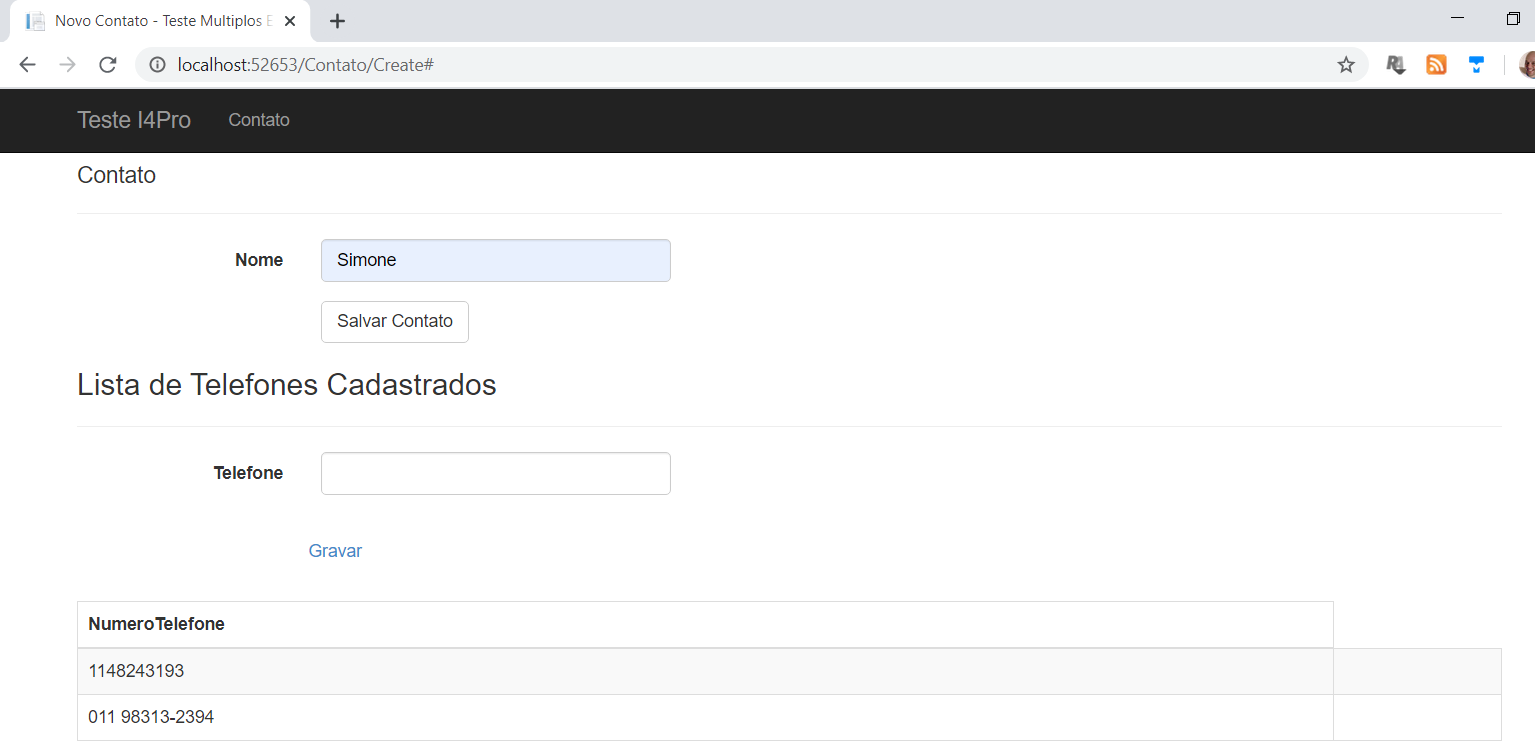 Novo Contato - Teste Multiplos E
localhost:52653/Contato/Create#
Teste I4Pro Contato
Contato
Nome Simone
Salvar Contato
Lista de Telefones Cadastrados
Telefone
Gravar
NumeroTelefone
1148243193
011 98313-2394